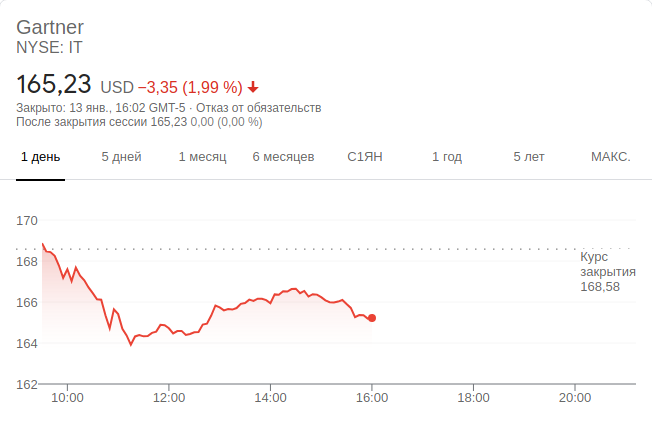 Gartner
NYSE: IT
165,23 USD −3,35 (1,99 %)
Закрыто: 13 янв., 16:02 GMT-5 · Отказ от обязательств
После закрытия сессии 165,23 0,00 (0,00 %)
1 день 5 дней 1 месяц 6 месяцев С1ЯН 1 год 5 лет МАКС.
170
168
166
164
162
Курс
закрытия
168,58
10:00 12:00 14:00 16:00 18:00 20:00